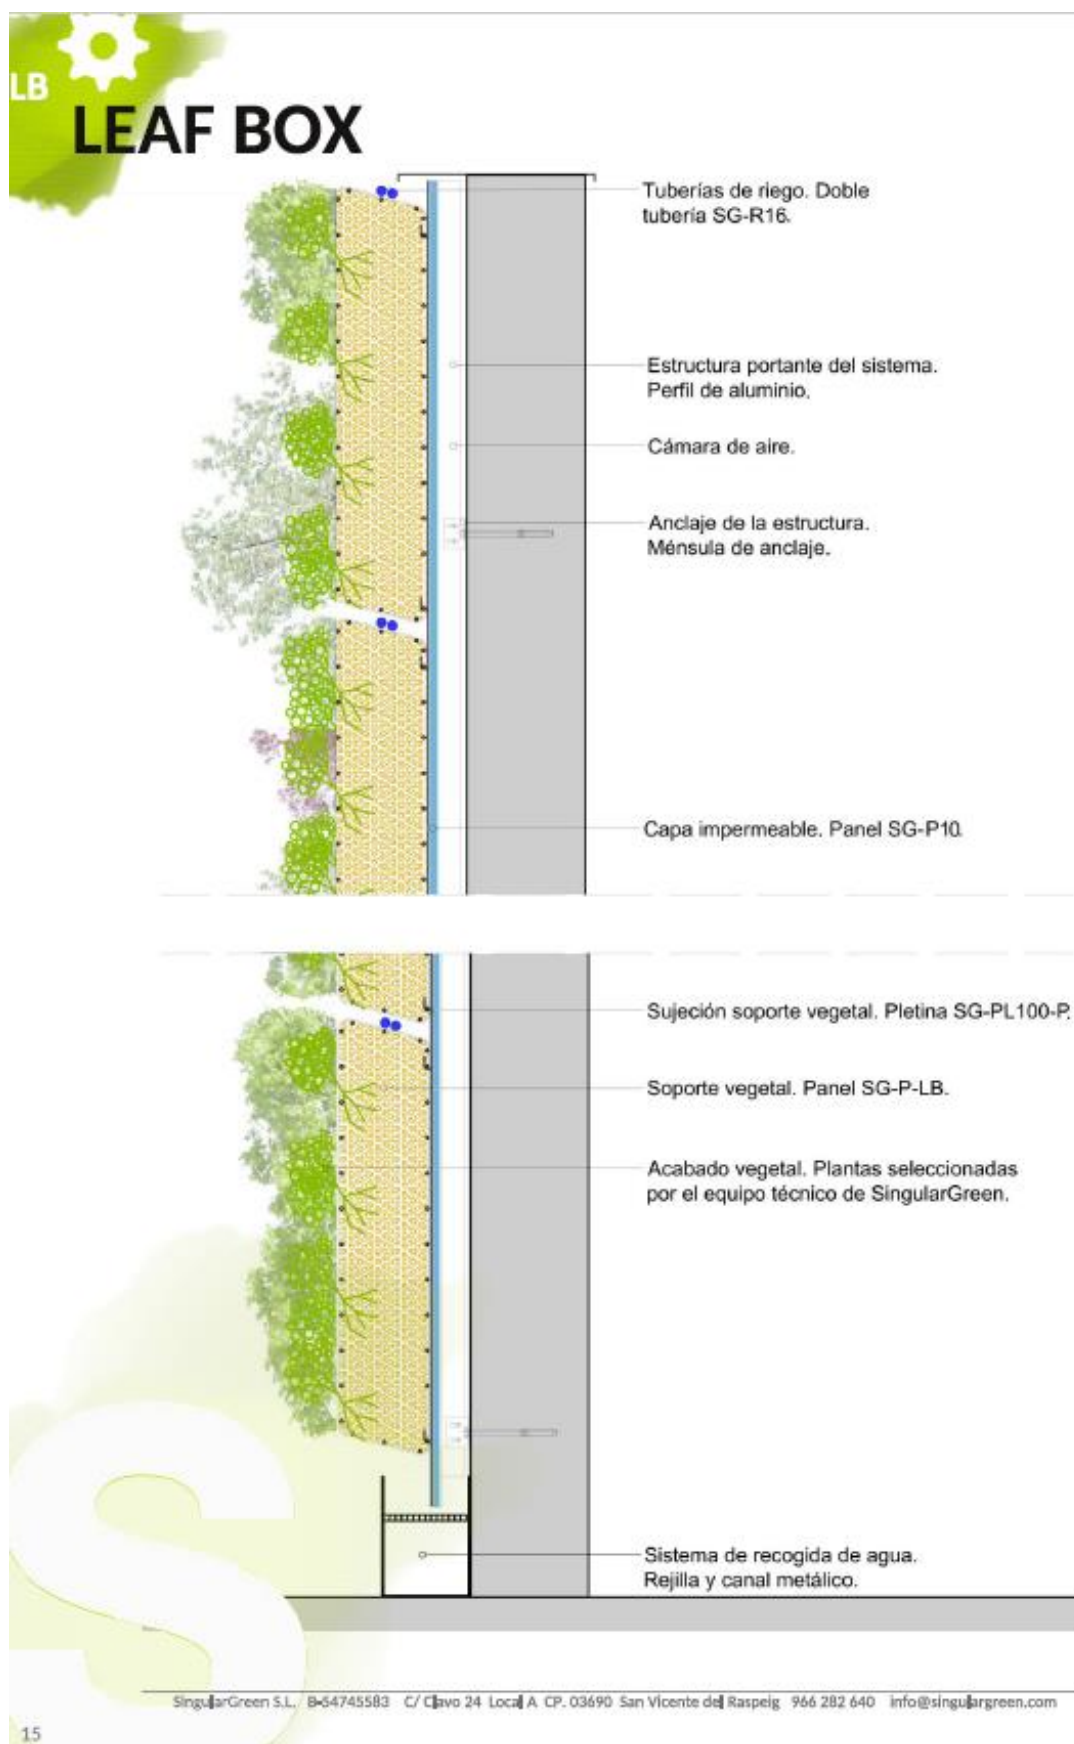 LB
LEAF BOX
Tuberías de riego. Doble
tubería SG-R16.
Estructura portante del sistema.
Perfil de aluminio.
Cámara de aire.
Anclaje de la estructura.
Ménsula de anclaje.
Capa impermeable. Panel SG-P10.
Sujeción soporte vegetal. Pletina SG-PL100-P.
Soporte vegetal. Panel SG-P-LB.
Acabado vegetal. Plantas seleccionadas
por el equipo técnico de SingularGreen.
Sistema de recogida de agua.
Rejilla y canal metálico.
S
SingularGreen S.L. B-54745583 C/ Clavo 24 Local A CP. 03690 San Vicente del Raspeig 966 282 640 info@singulargreen.com
15